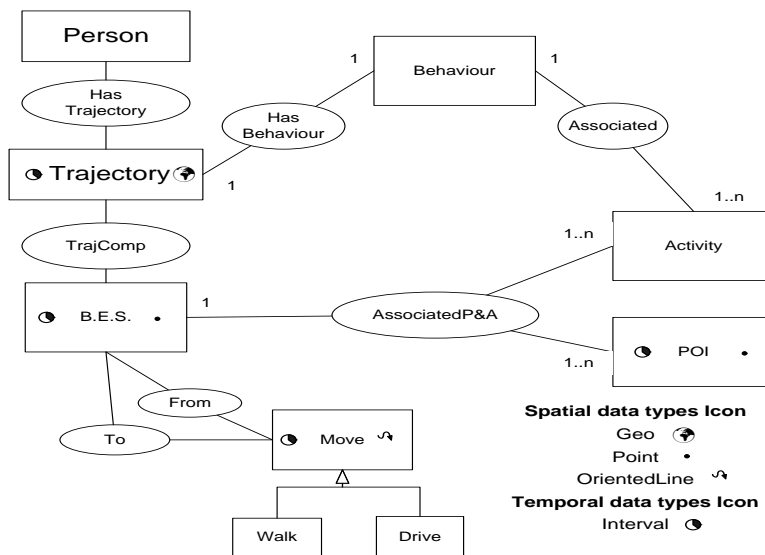 Person
Has
Trajectory
Trajectory
TrajComp
B.E.S.
1
1
Has
Behaviour
1
Behaviour
1
Associated
1..n
Activity
1..n
AssociatedP&A
1..n
POI
From
To
Move
Walk
Drive
Spatial data types Icon
Geo
Point
OrientedLine
Temporal data types Icon
Interval